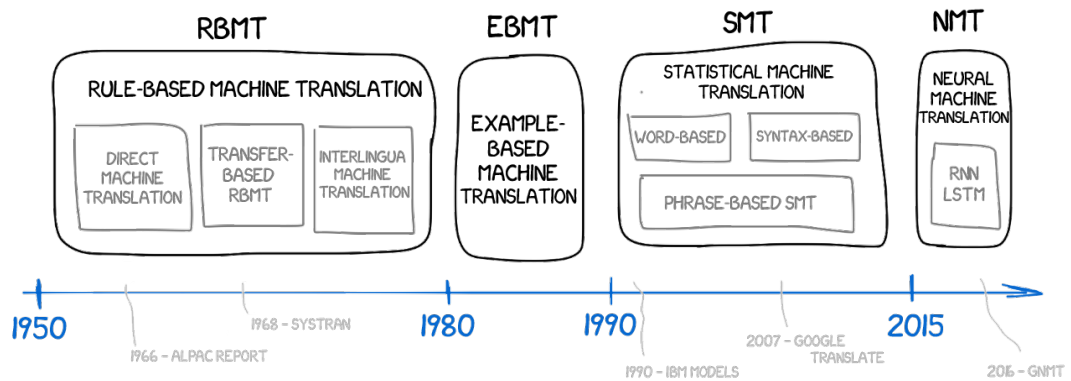 RBMT
EBMT
SMT
NMT
RULE-BASED MACHINE TRANSLATION
DIRECT
MACHINE
TRANSLATION
TRANSFER-
BASED
RBMT
INTERLINGUA
MACHINE
TRANSLATION
EXAMPLE-
BASED
MACHINE
TRANSLATION
STATISTICAL MACHINE
TRANSLATION
WORD-BASED
SYNTAX-BASED
PHRASE-BASED SMT
NEURAL
MACHINE
TRANSLATION
RNN
LSTM
1950
1980
1990
2015
1966 – ALPAC REPORT
1968 – SYSTRAN
1990 – IBM MODELS
2007 – GOOGLE
TRANSLATE
2016 – GNMT